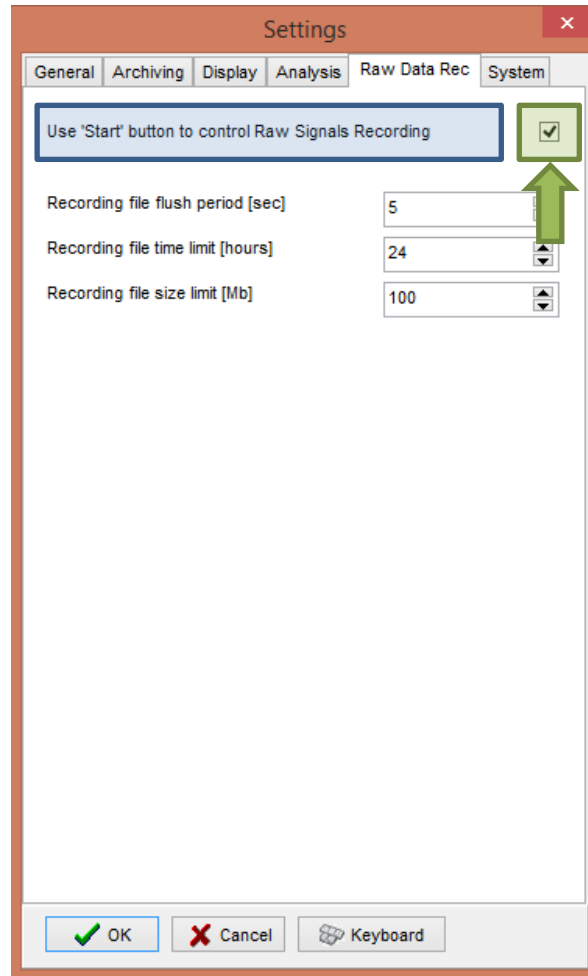 Settings
General Archiving Display Analysis Raw Data Rec System
Use 'Start' button to control Raw Signals Recording
Recording file flush period [sec] 5
Recording file time limit [hours] 24
Recording file size limit [Mb] 100
OK Cancel Keyboard